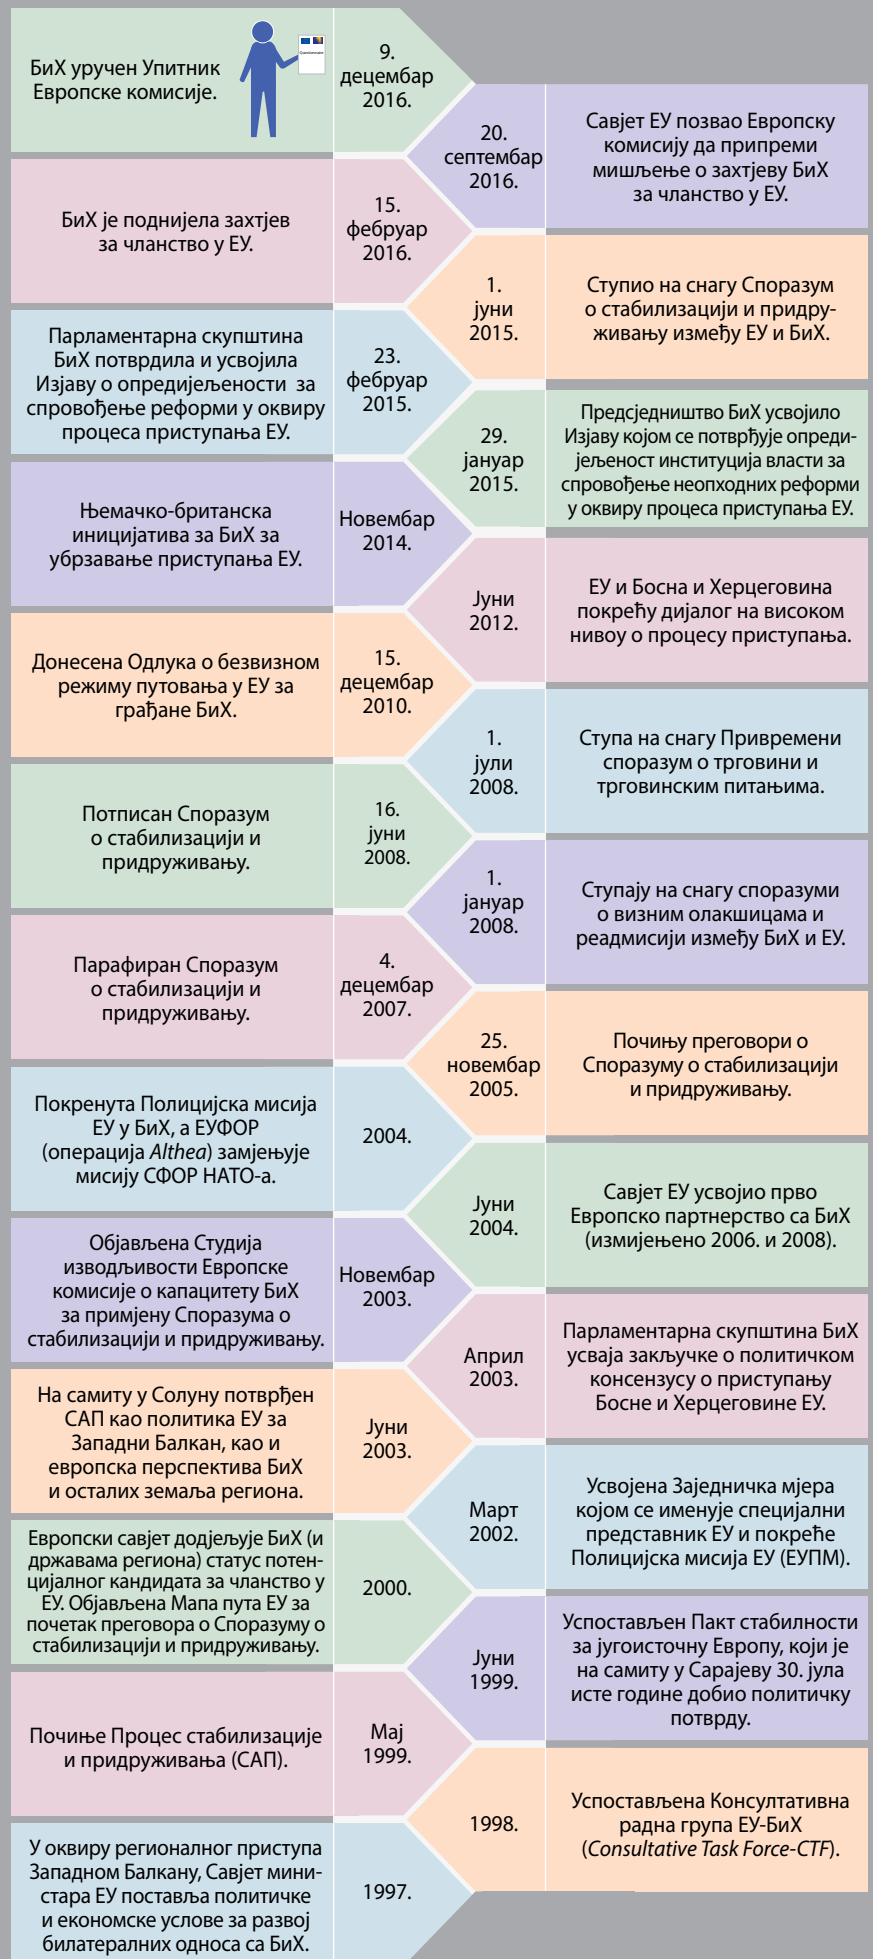 БиХ уручен Упитник
Европске комисије.
Questionnaire
9.
децембар
2016.
20.
септембар
2016.
Савјет ЕУ позвао Европску
комисију да припреми
мишљење о захтјеву БиХ
за чланство у ЕУ.
БиХ је поднијела захтјев
за чланство у ЕУ.
15.
фебруар
2016.
1.
јуни
2015.
Ступио на снагу Споразум
о стабилизацији и придру-
живању између ЕУ и БиХ.
Парламентарна скупштина
БиХ потврдила и усвојила
Изјаву о опредијељености за
спровођење реформи у оквиру
процеса приступања ЕУ.
23.
фебруар
2015.
29.
јануар
2015.
Предсједништво БиХ усвојило
Изјаву којом се потврђује опреди-
јељеност институција власти за
спровођење неопходних реформи
у оквиру процеса приступања ЕУ.
Њемачко-британска
иницијатива за БиХ за
убрзавање приступања ЕУ.
Новембар
2014.
Јуни
2012.
ЕУ и Босна и Херцеговина
покрећу дијалог на високом
нивоу о процесу приступања.
Донесена Одлука о безвизном
режиму путовања у ЕУ за
грађане БиХ.
15.
децембар
2010.
1.
јули
2008.
Ступа на снагу Привремени
споразум о трговини и
трговинским питањима.
Потписан Споразум
о стабилизацији и
придруживању.
16.
јуни
2008.
1.
јануар
2008.
Ступају на снагу споразуми
о визним олакшицама и
реадмисији између БиХ и ЕУ.
Парафиран Споразум
о стабилизацији и
придруживању.
4.
децембар
2007.
25.
новембар
2005.
Почињу преговори о
Споразуму о стабилизацији
и придруживању.
Покренута Полицијска мисија
ЕУ у БиХ, а ЕУФОР
(операција Althea) замјењује
мисију СФОР НАТО-а.
2004.
Јуни
2004.
Савјет ЕУ усвојио прво
Европско партнерство са БиХ
(измијењено 2006. и 2008).
Објављена Студија
изводљивости Европске
комисије о капацитету БиХ
за примјену Споразума о
стабилизацији и придруживању.
Новембар
2003.
Април
2003.
Парламентарна скупштина БиХ
усваја закључке о политичком
консензусу о приступању
Босне и Херцеговине ЕУ.
На самиту у Солуну потврђен
САП као политика ЕУ за
Западни Балкан, као и
европска перспектива БиХ
и осталих земаља региона.
Јуни
2003.
Март
2002.
Усвојена Заједничка мјера
којом се именује специјални
представник ЕУ и покреће
Полицијска мисија ЕУ (ЕУПМ).
Европски савјет додјељује БиХ (и
државама региона) статус потен-
цијалног кандидата за чланство у
ЕУ. Објављена Мапа пута ЕУ за
почетак преговора о Споразуму о
стабилизацији и придруживању.
2000.
Јуни
1999.
Успостављен Пакт стабилности
за југоисточну Европу, који је
на самиту у Сарајеву 30. јула
исте године добио политичку
потврду.
Почиње Процес стабилизације
и придруживања (САП).
Мај
1999.
1998.
Успостављена Консултативна
радна група ЕУ-БиХ
(Consultative Task Force-CTF).
У оквиру регионалног приступа
Западном Балкану, Савјет мини-
стара ЕУ поставља политичке
и економске услове за развој
билатералних односа са БиХ.
1997.